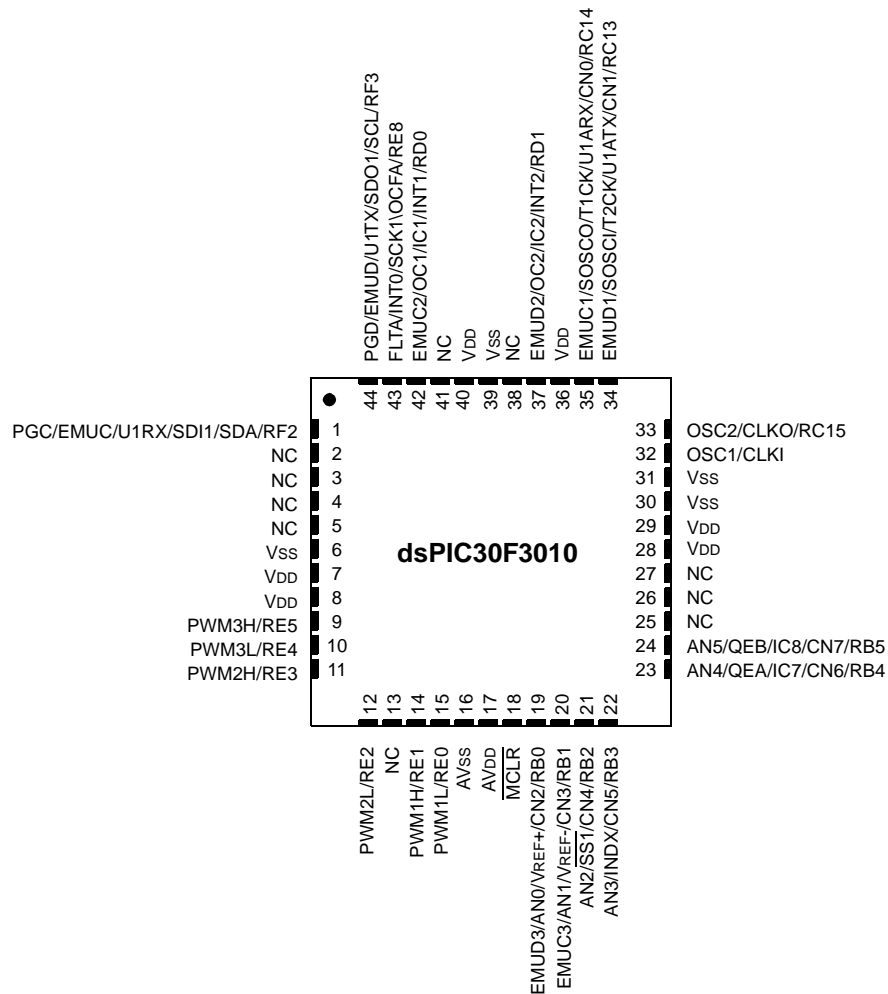 PGD/EMUD/U1TX/SDO1/SCL/RF3
FLTA/INT0/SCK1\OCFA/RE8
EMUC2/OC1/IC1/INT1/RD0
NC
VDD
VSS
NC
EMUD2/OC2/IC2/INT2/RD1
VDD
EMUC1/SOSCO/T1CK/U1ARX/CN0/RC14
EMUD1/SOSCI/T2CK/U1ATX/CN1/RC13
44
43
42
41
40
39
38
37
36
35
34
PGC/EMUC/U1RX/SDI1/SDA/RF2 1
NC 2
NC 3
NC 4
NC 5
VSS 6
VDD 7
VDD 8
PWM3H/RE5 9
PWM3L/RE4 10
PWM2H/RE3 11
dsPIC30F3010
33 OSC2/CLKO/RC15
32 OSC1/CLKI
31 VSS
30 VSS
29 VDD
28 VDD
27 NC
26 NC
25 NC
24 AN5/QEB/IC8/CN7/RB5
23 AN4/QEA/IC7/CN6/RB4
12
13
14
15
16
17
18
19
20
21
22
PWM2L/RE2
NC
PWM1H/RE1
PWM1L/RE0
AVSS
AVDD
MCLR
EMUD3/AN0/VREF+/CN2/RB0
EMUC3/AN1/VREF-/CN3/RB1
AN2/SS1/CN4/RB2
AN3/INDX/CN5/RB3